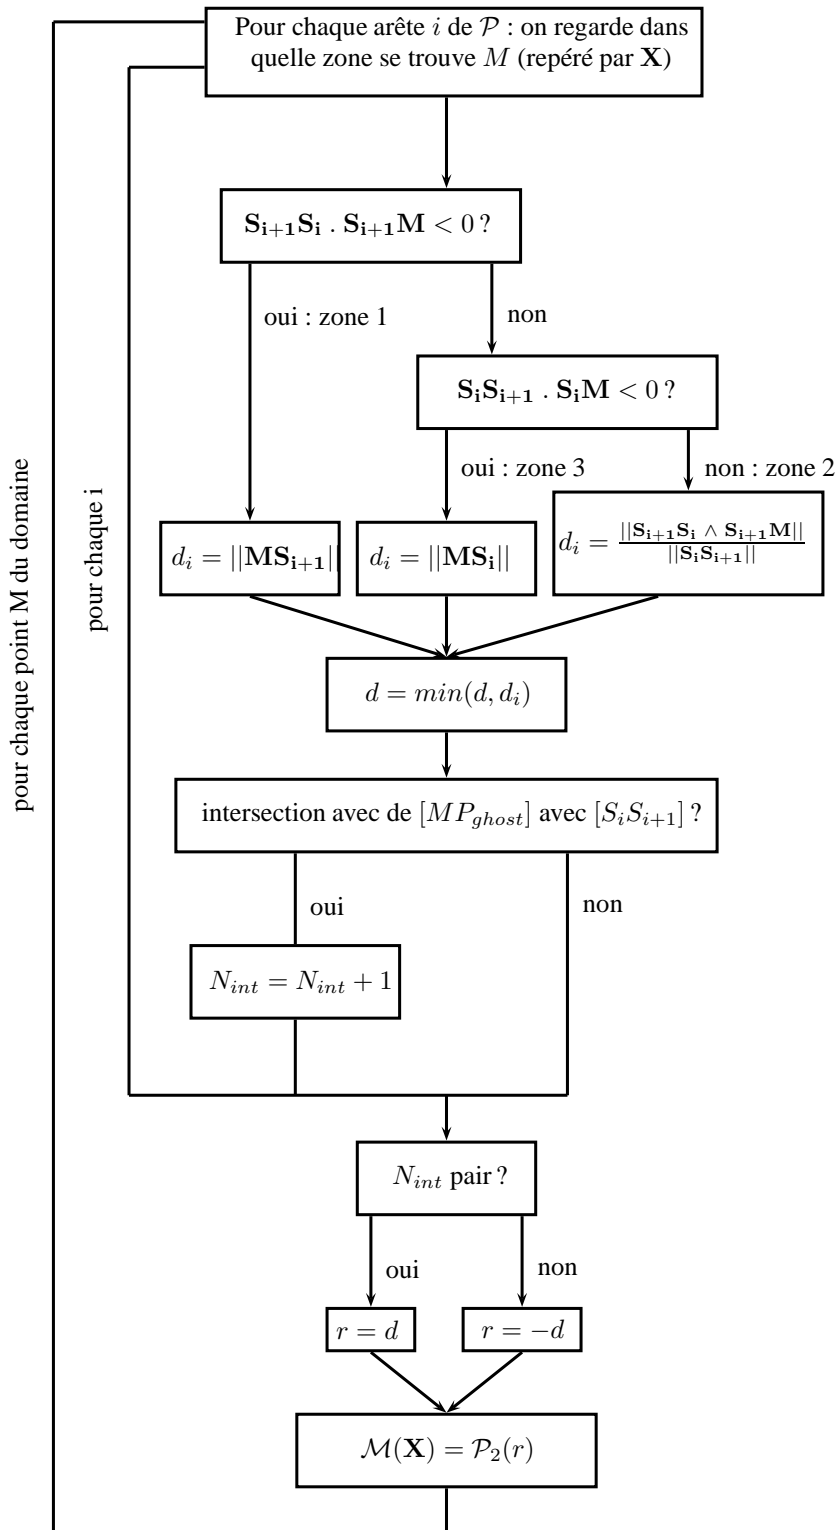 Pour chaque arête i de 𝒫 : on regarde dans
quelle zone se trouve M (repéré par X)
S_{i+1}S_i . S_{i+1}M < 0 ?
oui : zone 1
non
S_iS_{i+1} . S_iM < 0 ?
oui : zone 3
non : zone 2
d_i = ||MS_{i+1}||
d_i = ||MS_i||
d_i = ||S_{i+1}S_i ∧ S_{i+1}M|| / ||S_iS_{i+1}||
d = min(d, d_i)
intersection avec de [MP_{ghost}] avec [S_iS_{i+1}] ?
oui
non
N_{int} = N_{int} + 1
N_{int} pair ?
oui
non
r = d
r = −d
ℳ(X) = 𝒫_2(r)
pour chaque i
pour chaque point M du domaine